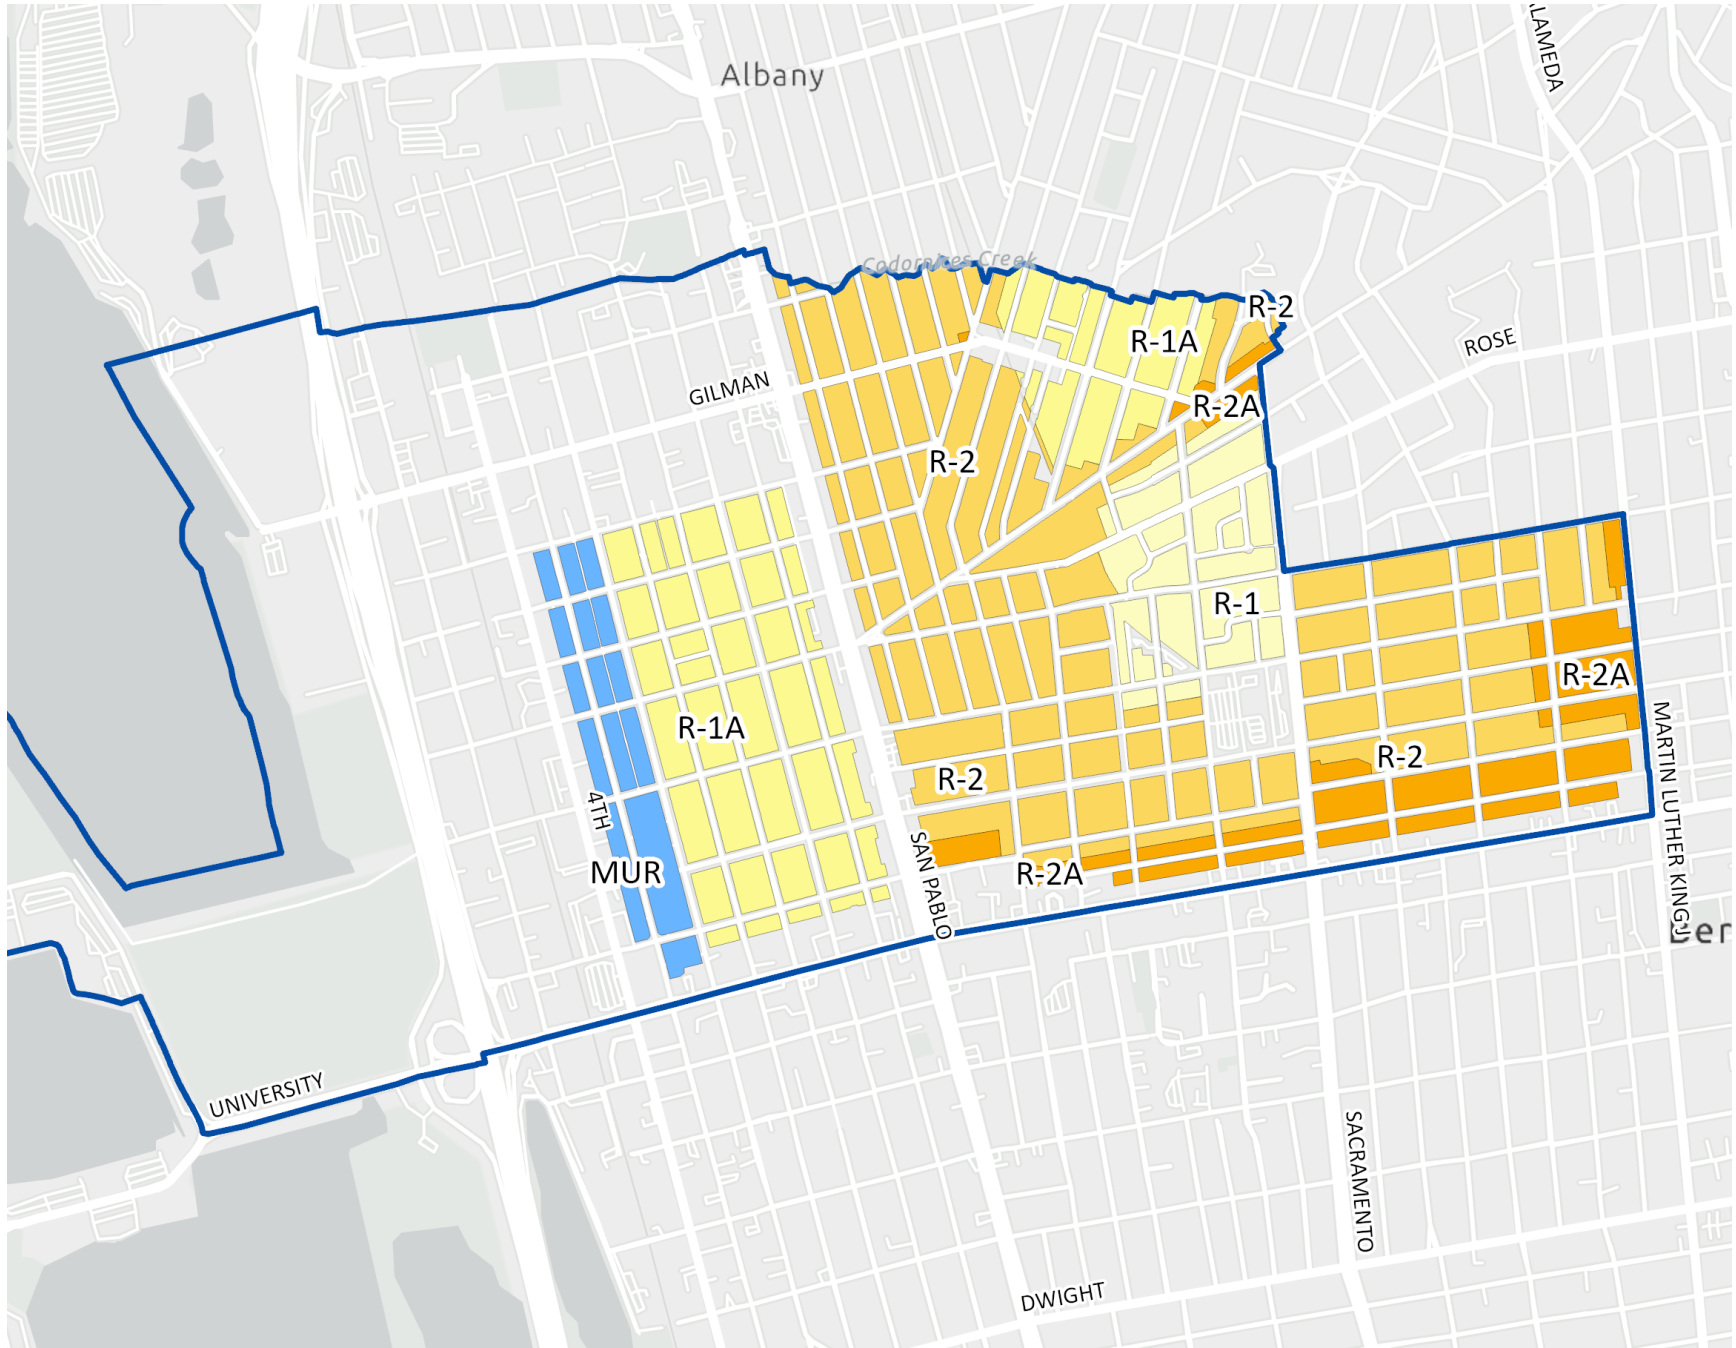 ALAMEDA
Albany
Codornices Creek
R-2
R-1A
ROSE
GILMAN
R-2A
R-2
R-1
R-2A
MARTIN LUTHER KING J
R-1A
R-2
R-2
4TH
MUR
SAN PABLO
R-2A
Ber
UNIVERSITY
SACRAMENTO
DWIGHT